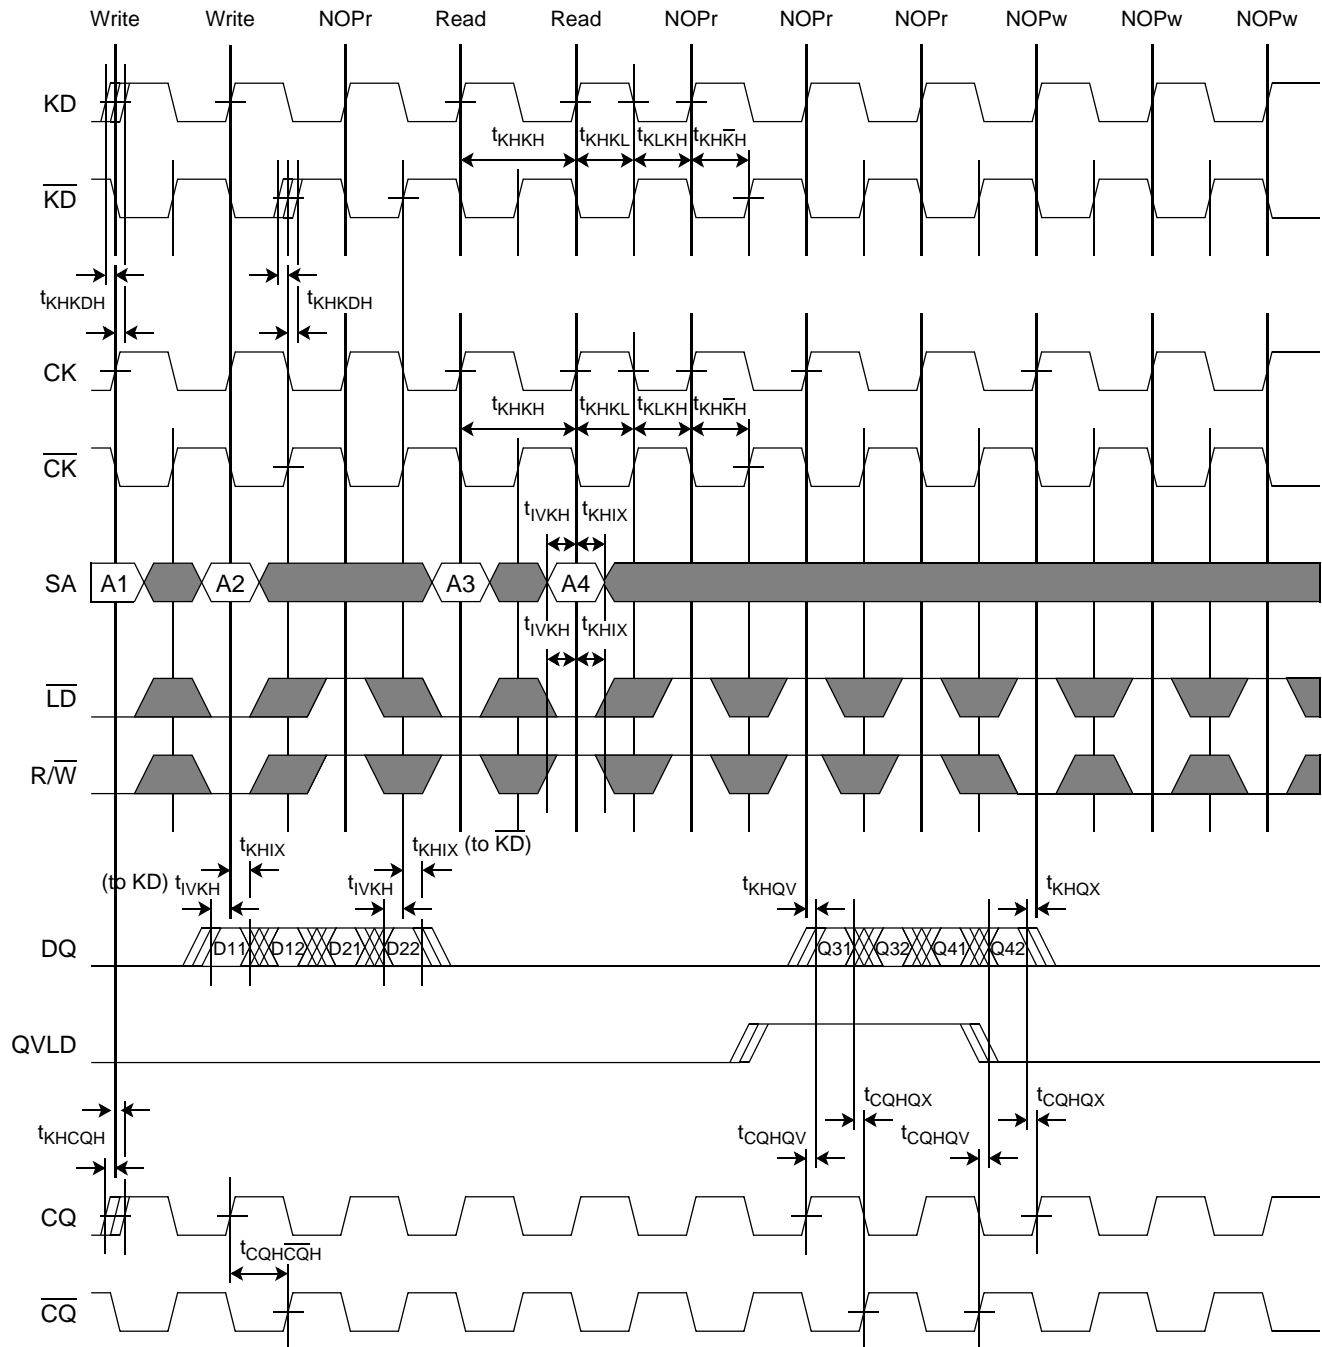 Write Write NOPr Read Read NOPr NOPr NOPr NOPw NOPw NOPw
KD
tKHKH tKHKL tKLKH tKHK̅H
K̅D̅
tKHKDH tKHKDH
CK
tKHKH tKHKL tKLKH tKHK̅H
C̅K̅
tIVKH tKHIX
SA A1 A2 A3 A4
tIVKH tKHIX
L̅D̅
R/W̅
tKHIX tKHIX (to K̅D̅)
(to KD) tIVKH tIVKH tKHQV tKHQX
DQ D11 D12 D21 D22 Q31 Q32 Q41 Q42
QVLD
tCQHQX tCQHQX
tKHCQH tCQHQV tCQHQV
CQ
tCQHC̅Q̅H
C̅Q̅